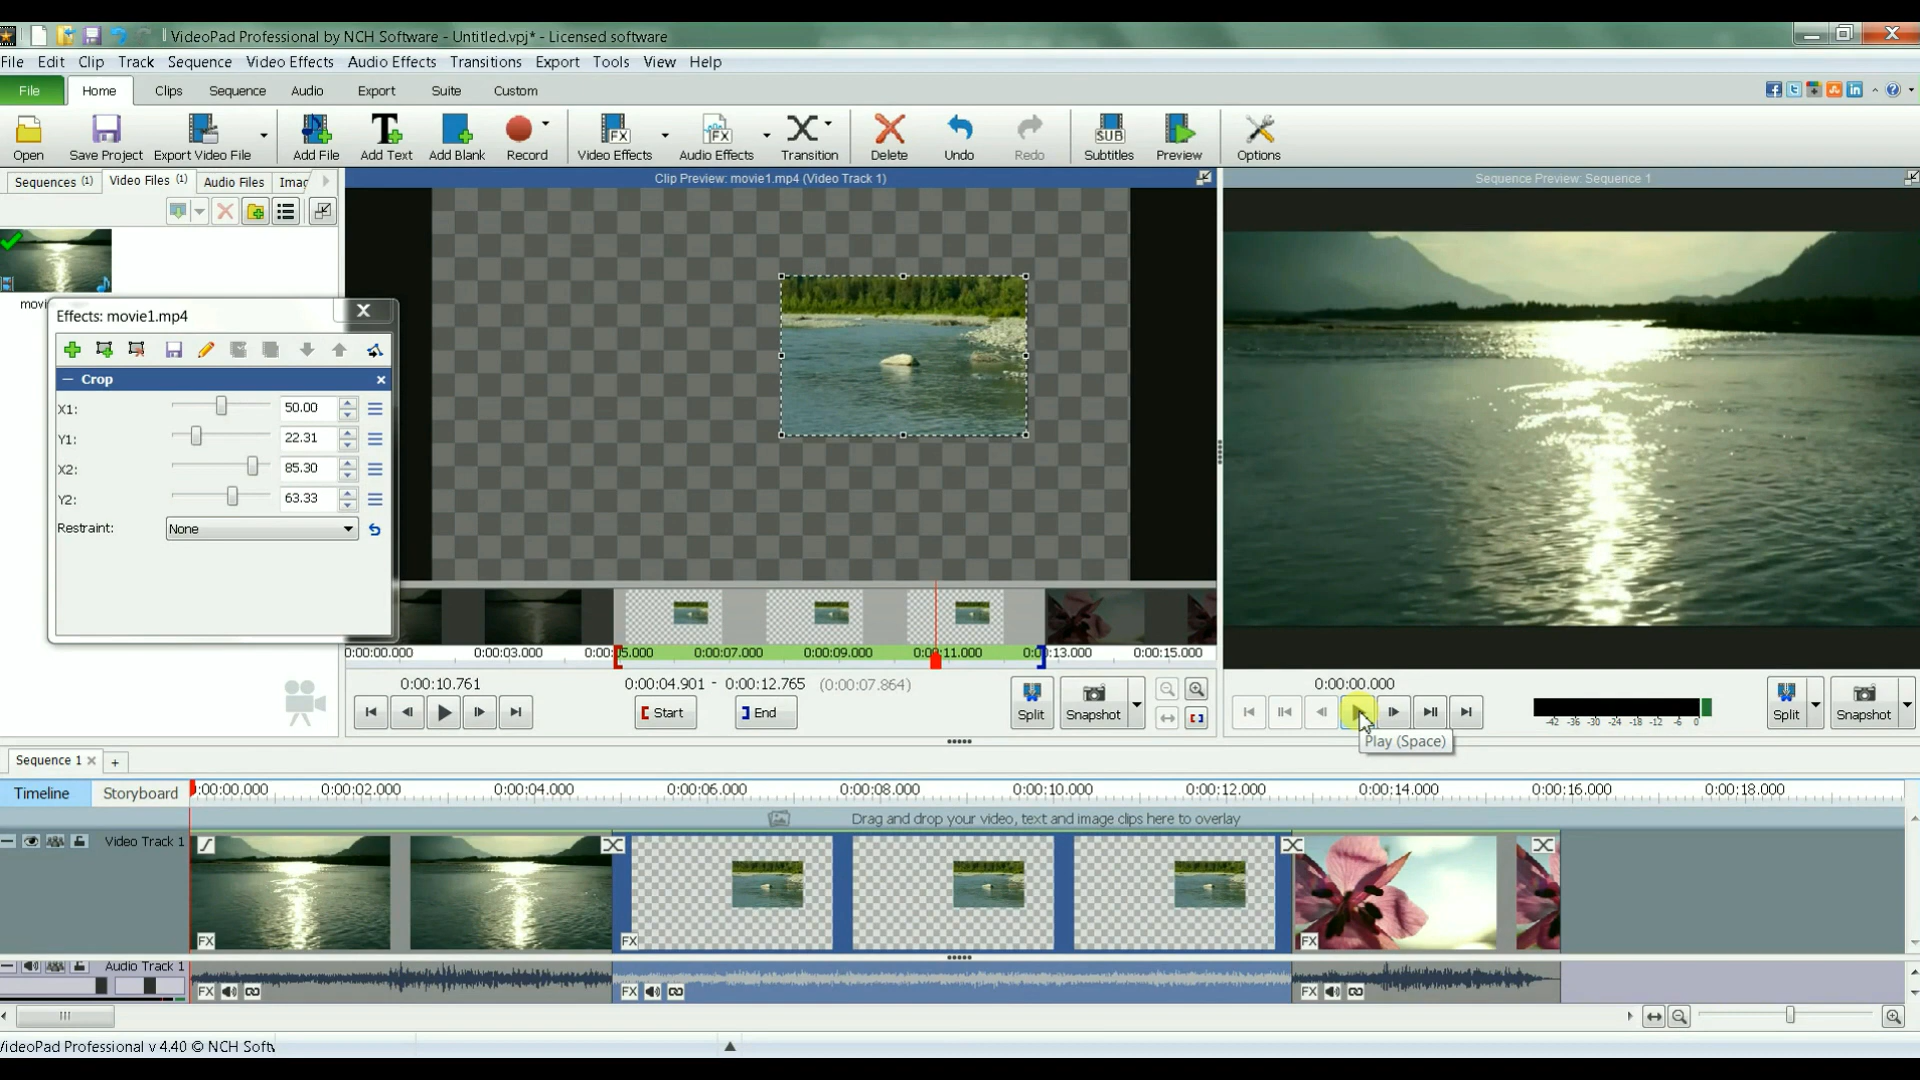 VideoPad Professional by NCH Software - Untitled.vpj* - Licensed software
File Edit Clip Track Sequence Video Effects Audio Effects Transitions Export Tools View Help
File Home Clips Sequence Audio Export Suite Custom
Open Save Project Export Video File Add File Add Text Add Blank Record Video Effects Audio Effects Transition Delete Undo Redo Subtitles Preview Options
Sequences (1) Video Files (1) Audio Files Imag
Clip Preview: movie1.mp4 (Video Track 1)
Sequence Preview: Sequence 1
movi
Effects: movie1.mp4
Crop
X1: 50.00
Y1: 22.31
X2: 85.30
Y2: 63.33
Restraint: None
0:00:00.000 0:00:03.000 0:00:05.000 0:00:07.000 0:00:09.000 0:00:11.000 0:00:13.000 0:00:15.000
0:00:10.761 0:00:04.901 - 0:00:12.765 (0:00:07.864)
Start End Split Snapshot
0:00:00.000
-42 -36 -30 -24 -18 -12 -6 0
Split Snapshot
Play (Space)
Sequence 1
Timeline Storyboard
:00:00.000 0:00:02.000 0:00:04.000 0:00:06.000 0:00:08.000 0:00:10.000 0:00:12.000 0:00:14.000 0:00:16.000 0:00:18.000
Drag and drop your video, text and image clips here to overlay
Video Track 1
FX FX FX
Audio Track 1
FX FX FX
VideoPad Professional v 4.40 © NCH Softw